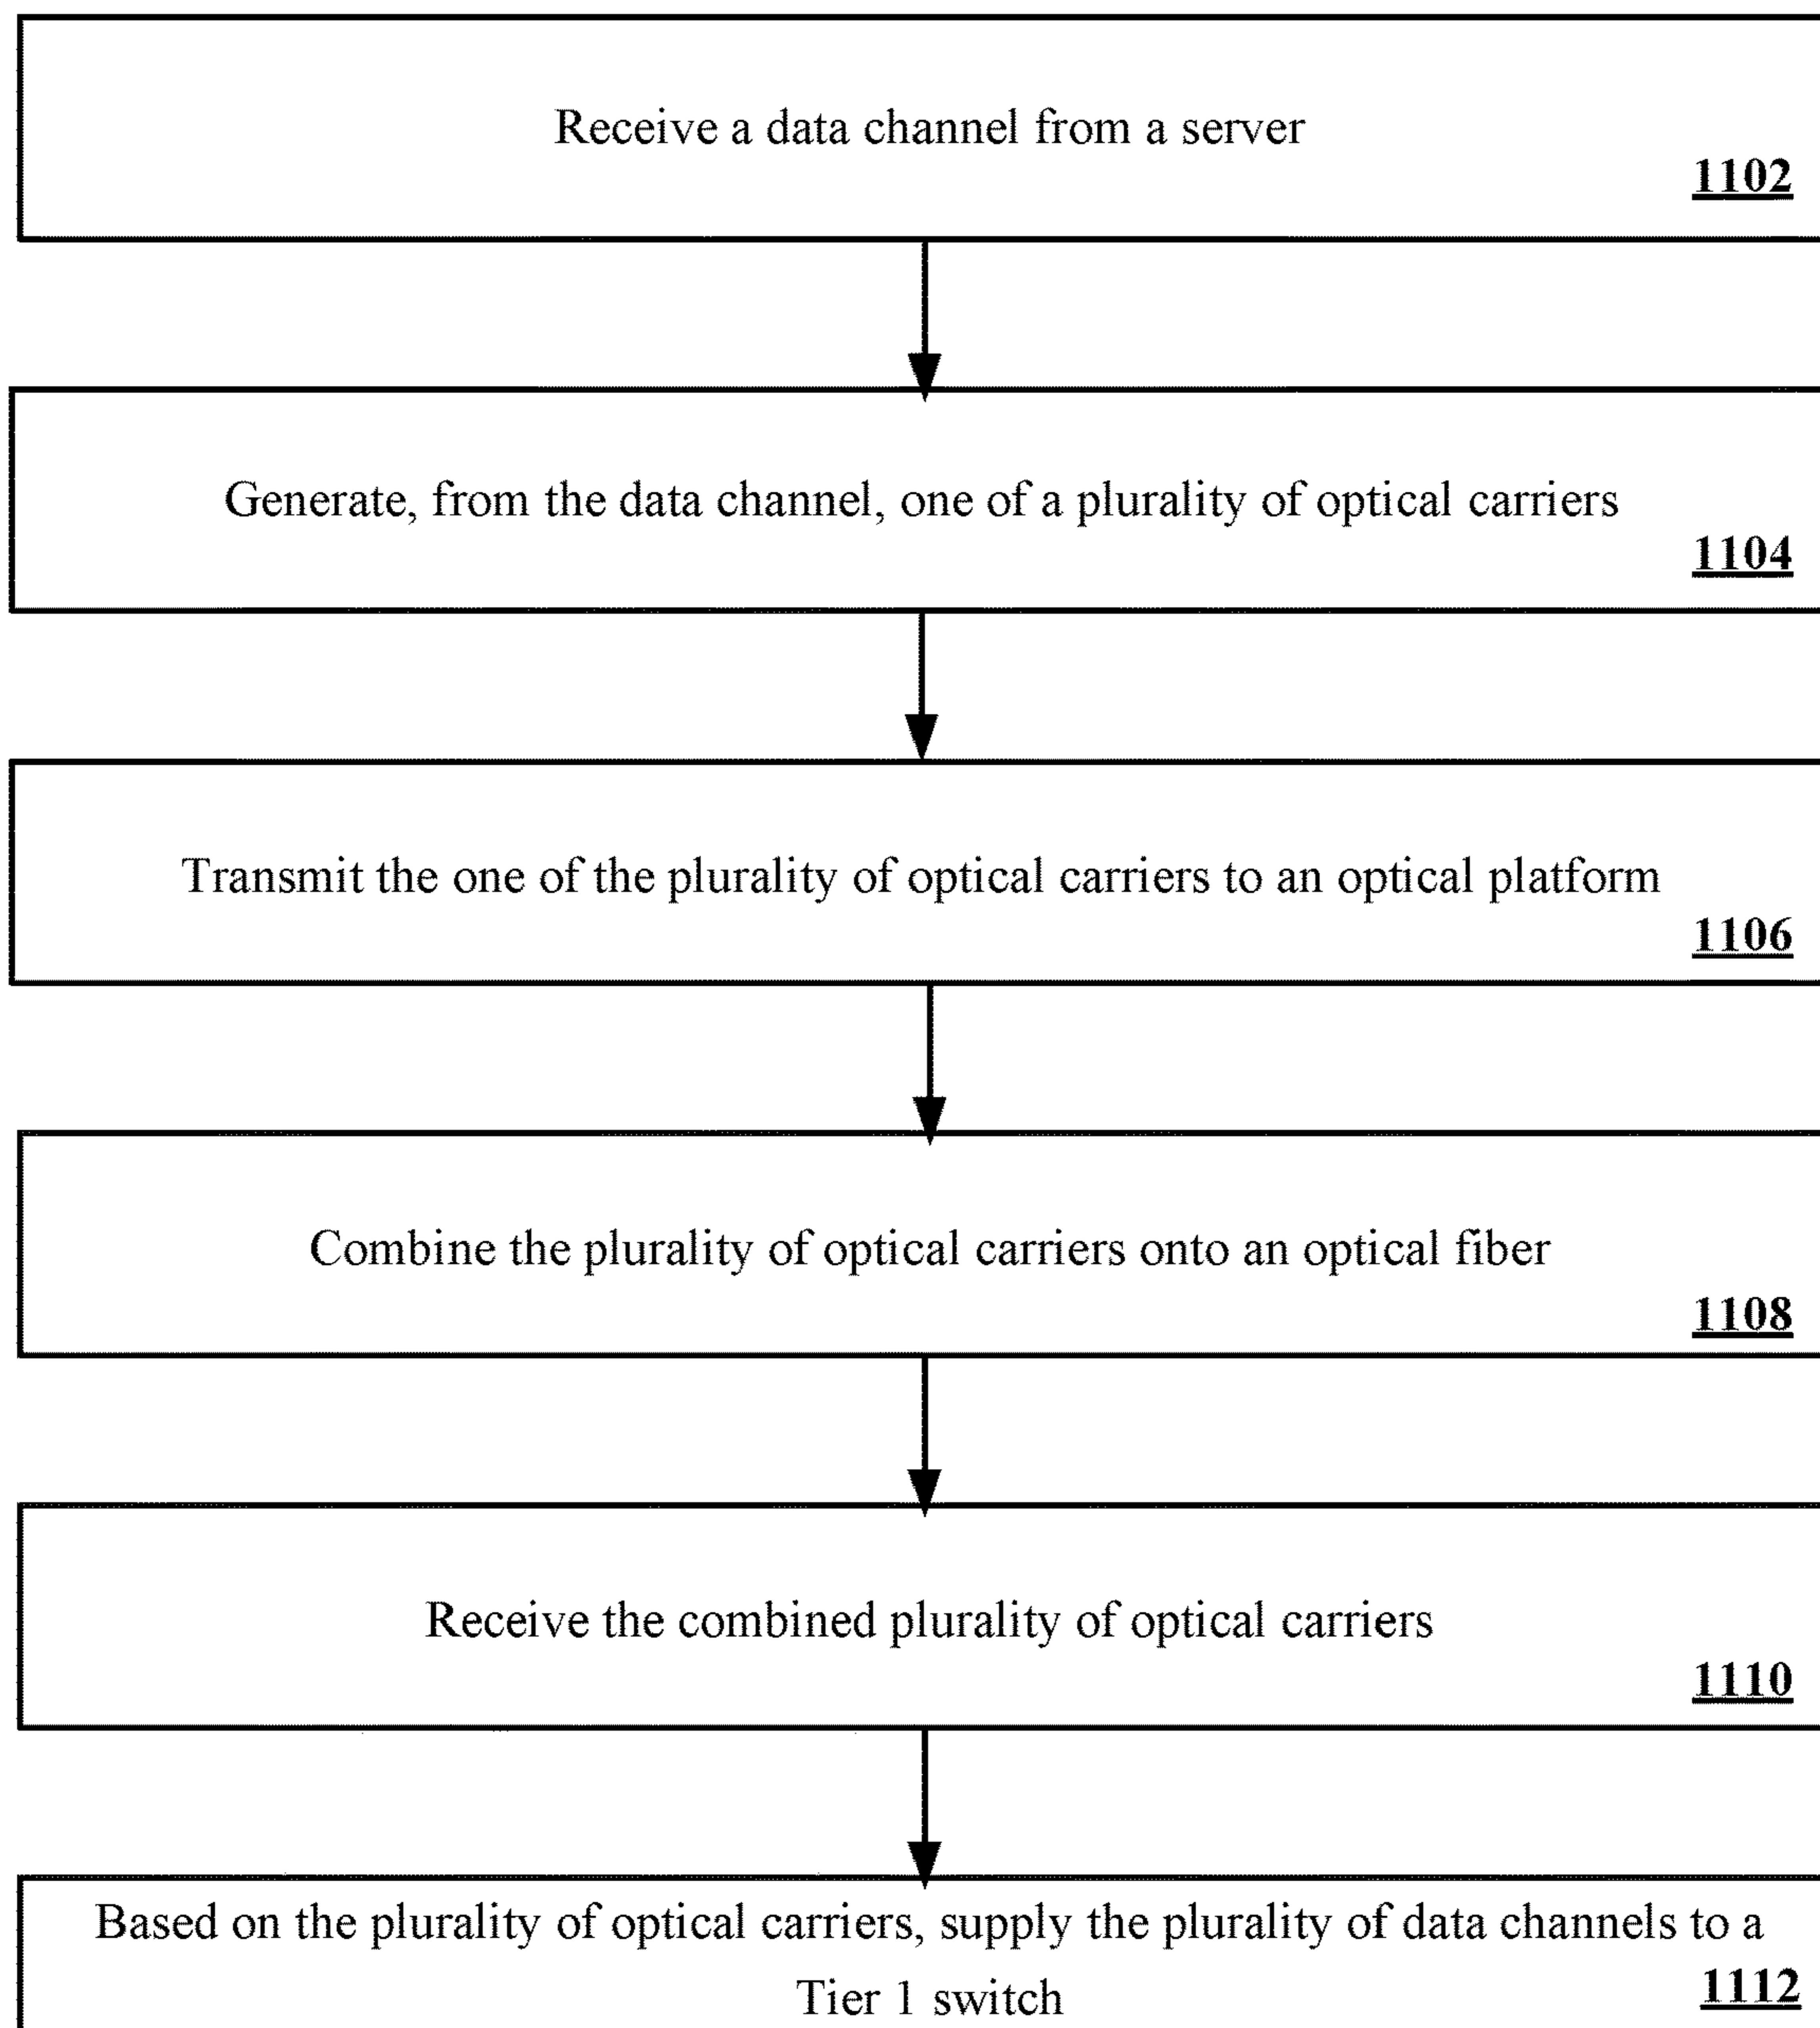 Receive a data channel from a server
1102
Generate, from the data channel, one of a plurality of optical carriers
1104
Transmit the one of the plurality of optical carriers to an optical platform
1106
Combine the plurality of optical carriers onto an optical fiber
1108
Receive the combined plurality of optical carriers
1110
Based on the plurality of optical carriers, supply the plurality of data channels to a
Tier 1 switch
1112